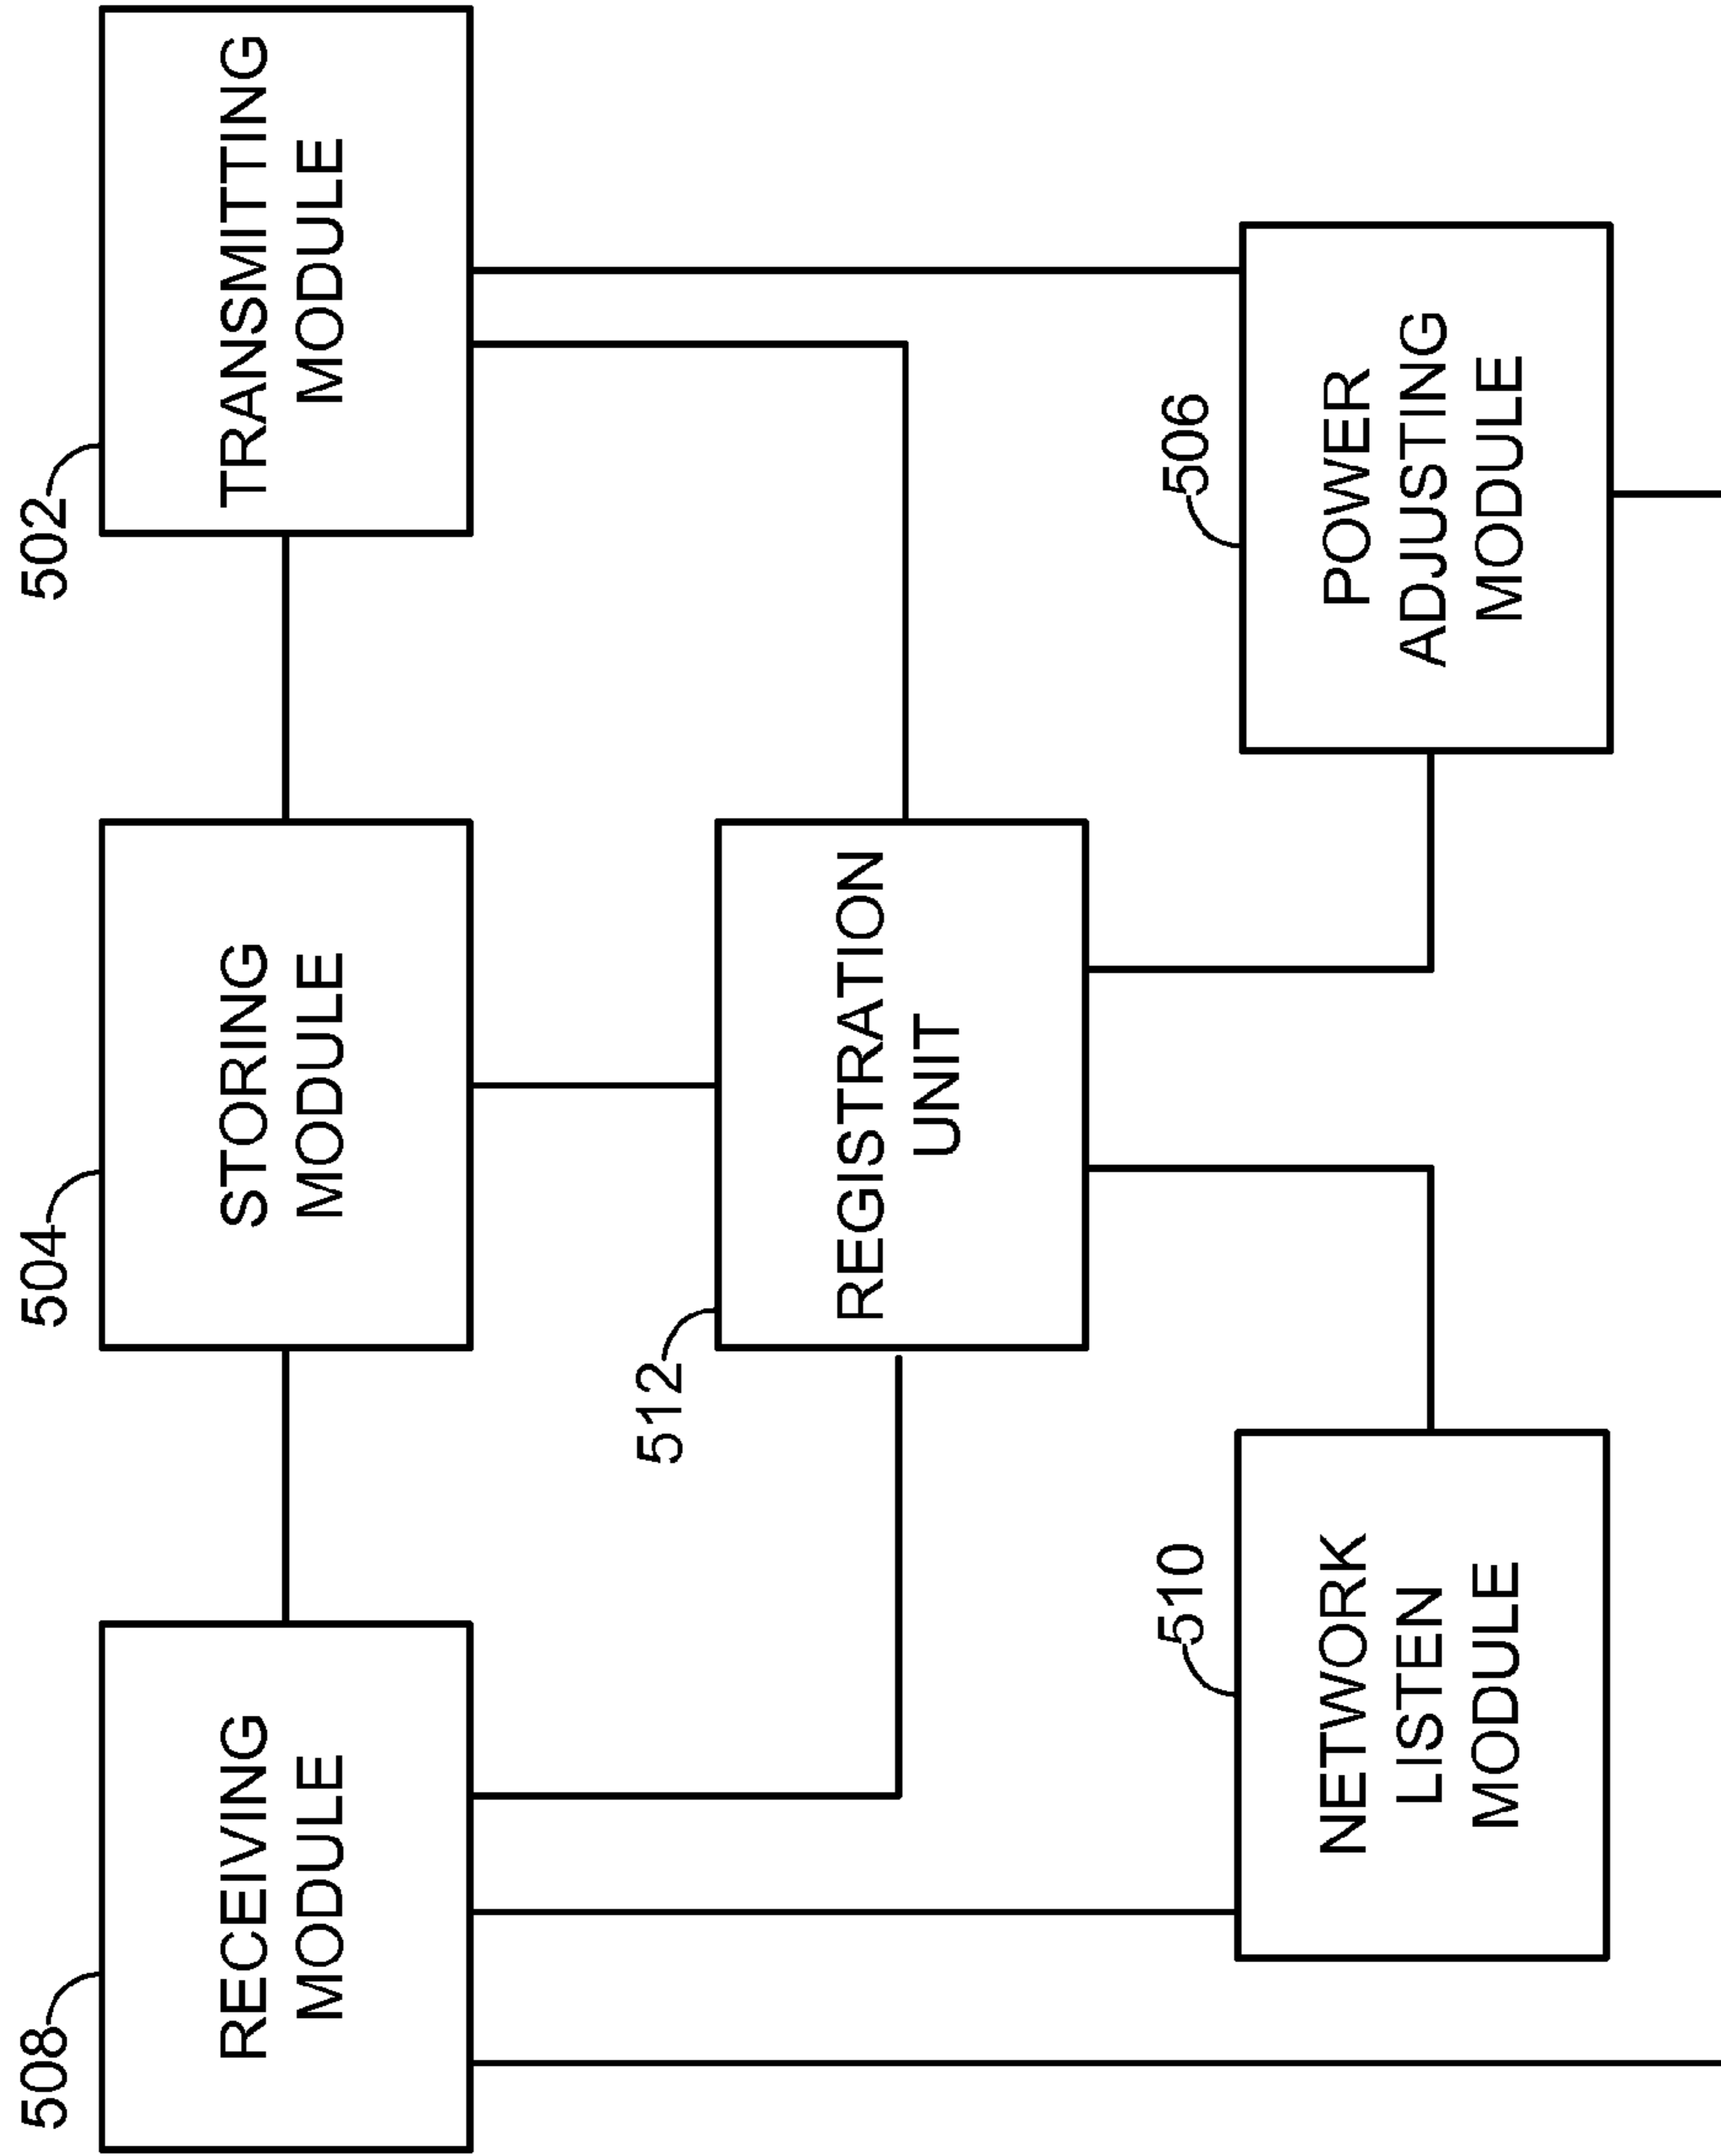 508
RECEIVING
MODULE
504
STORING
MODULE
502
TRANSMITTING
MODULE
512
REGISTRATION
UNIT
510
NETWORK
LISTEN
MODULE
506
POWER
ADJUSTING
MODULE